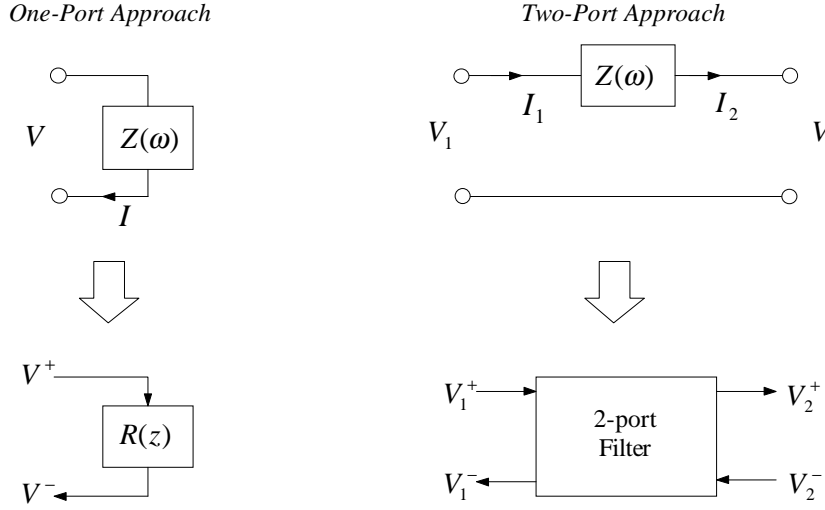 One-Port Approach
V
Z(ω)
I
V⁺
R(z)
V⁻
Two-Port Approach
Z(ω)
I₁
I₂
V₁
V
V₁⁺
V₂⁺
2-port
Filter
V₁⁻
V₂⁻